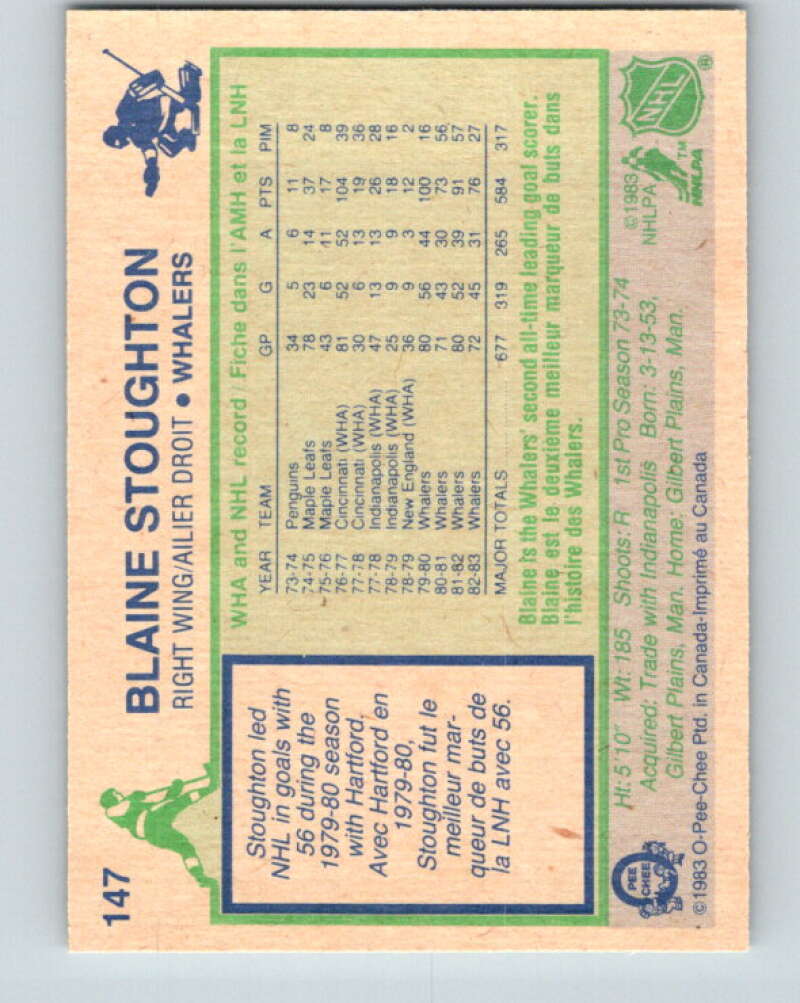 147
BLAINE STOUGHTON
RIGHT WING/AILIER DROIT • WHALERS
Stoughton led
NHL in goals with
56 during the
1979-80 season
with Hartford.
Avec Hartford en
1979-80,
Stoughton fut le
meilleur mar-
queur de buts de
la LNH avec 56.
WHA and NHL record / Fiche dans l'AMH et la LNH
YEAR TEAM GP G A PTS PIM
73-74 Penguins 34 5 6 11 8
74-75 Maple Leafs 78 23 14 37 24
75-76 Maple Leafs 43 6 11 17 8
76-77 Cincinnati (WHA) 81 52 52 104 39
77-78 Cincinnati (WHA) 30 6 13 19 36
77-78 Indianapolis (WHA) 47 13 13 26 28
78-79 Indianapolis (WHA) 25 9 9 18 16
78-79 New England (WHA) 36 9 3 12 2
79-80 Whalers 80 56 44 100 16
80-81 Whalers 71 43 30 73 56
81-82 Whalers 80 52 39 91 57
82-83 Whalers 72 45 31 76 27
MAJOR TOTALS 677 319 265 584 317
Blaine is the Whalers' second all-time leading goal scorer.
Blaine est le deuxième meilleur marqueur de buts dans
l'histoire des Whalers.
Ht: 5'10" Wt: 185 Shoots: R 1st Pro Season 73-74
Acquired: Trade with Indianapolis Born: 3-13-53,
Gilbert Plains, Man. Home: Gilbert Plains, Man.
©1983 O-Pee-Chee Ptd. in Canada-Imprimé au Canada
O PEE CHEE
©1983
NHLPA
NHL ®
NHLPA ™